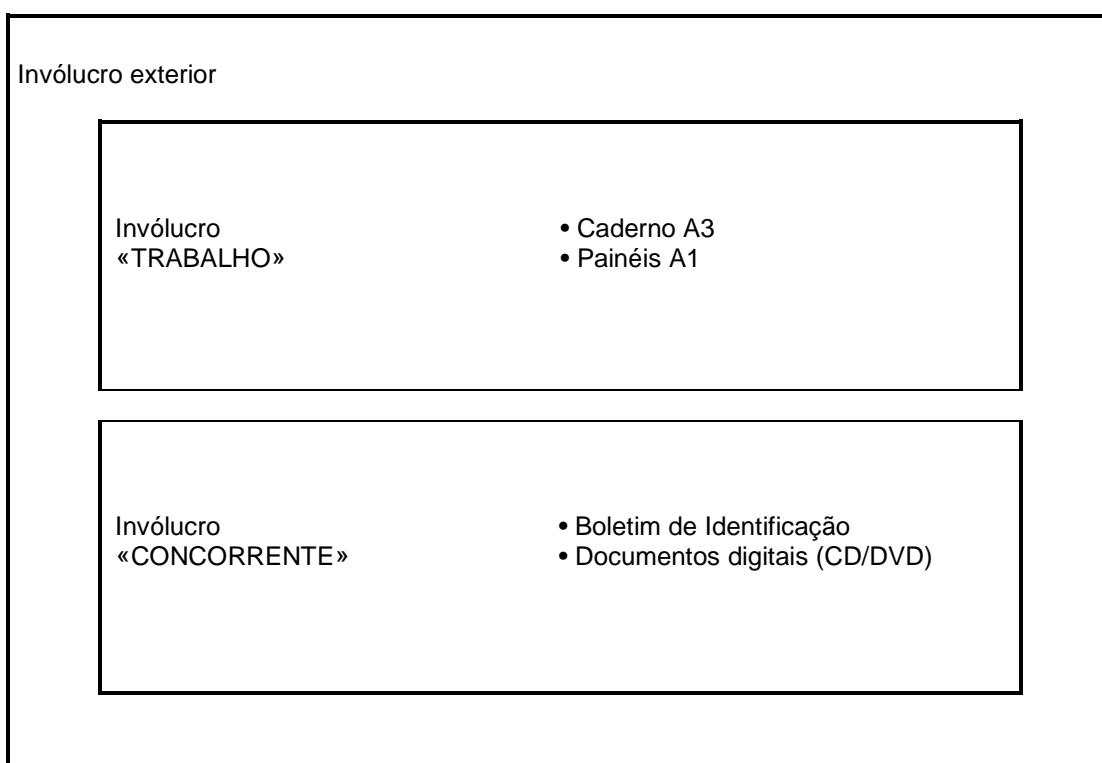 Invólucro exterior
Invólucro
«TRABALHO»
• Caderno A3
• Painéis A1
Invólucro
«CONCORRENTE»
• Boletim de Identificação
• Documentos digitais (CD/DVD)